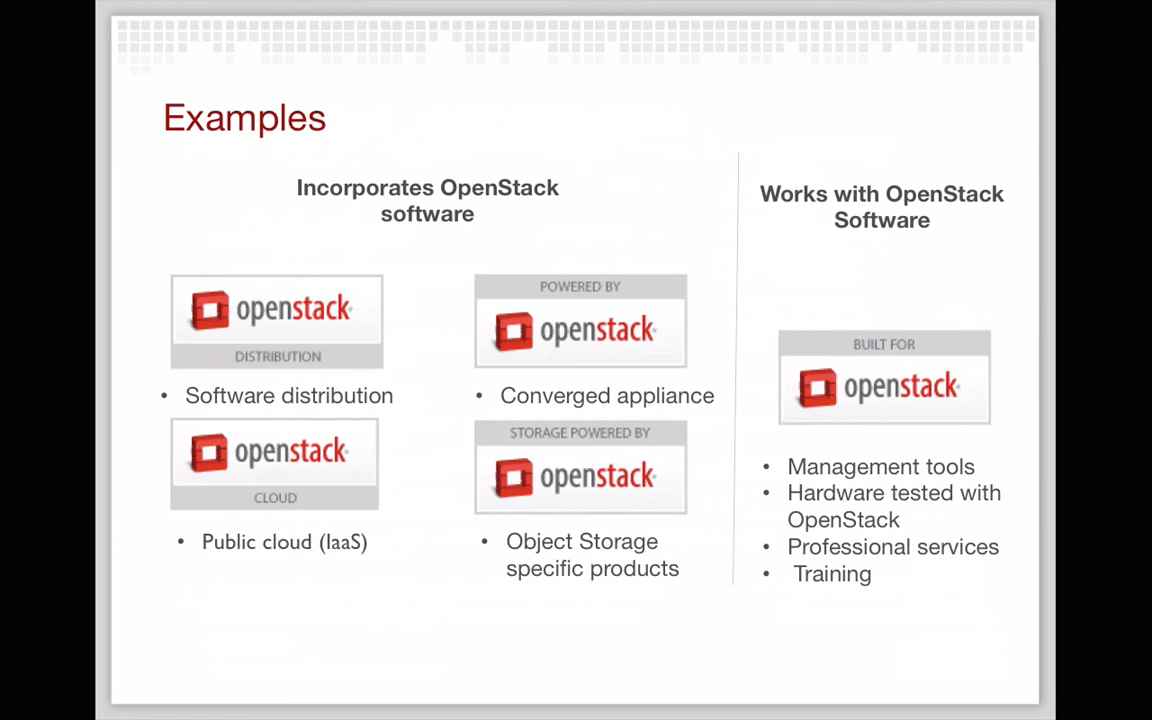 Examples
Incorporates OpenStack
software
openstack
DISTRIBUTION
• Software distribution
openstack
CLOUD
• Public cloud (IaaS)
POWERED BY
openstack
• Converged appliance
STORAGE POWERED BY
openstack
• Object Storage
specific products
Works with OpenStack
Software
BUILT FOR
openstack
• Management tools
• Hardware tested with
OpenStack
• Professional services
• Training